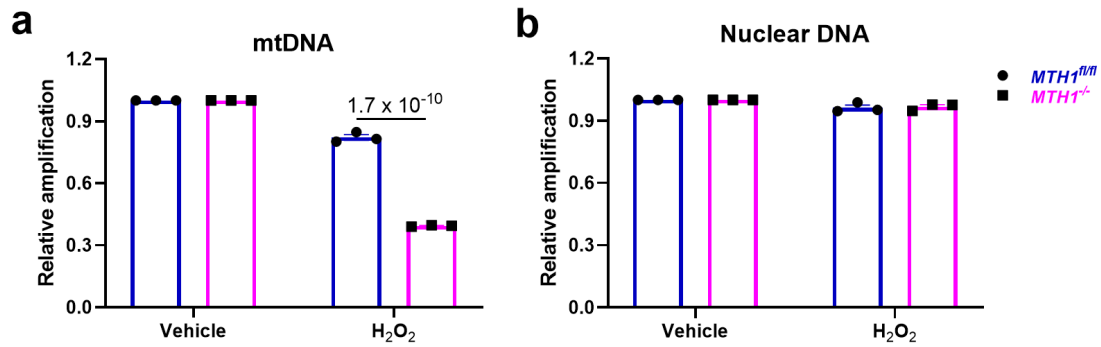 a
mtDNA
Relative amplification
1.2
0.9
0.6
0.3
0.0
1.7 x 10⁻¹⁰
Vehicle
H₂O₂
b
Nuclear DNA
Relative amplification
1.2
0.9
0.6
0.3
0.0
Vehicle
H₂O₂
MTH1ᶠˡ/ᶠˡ
MTH1⁻/⁻